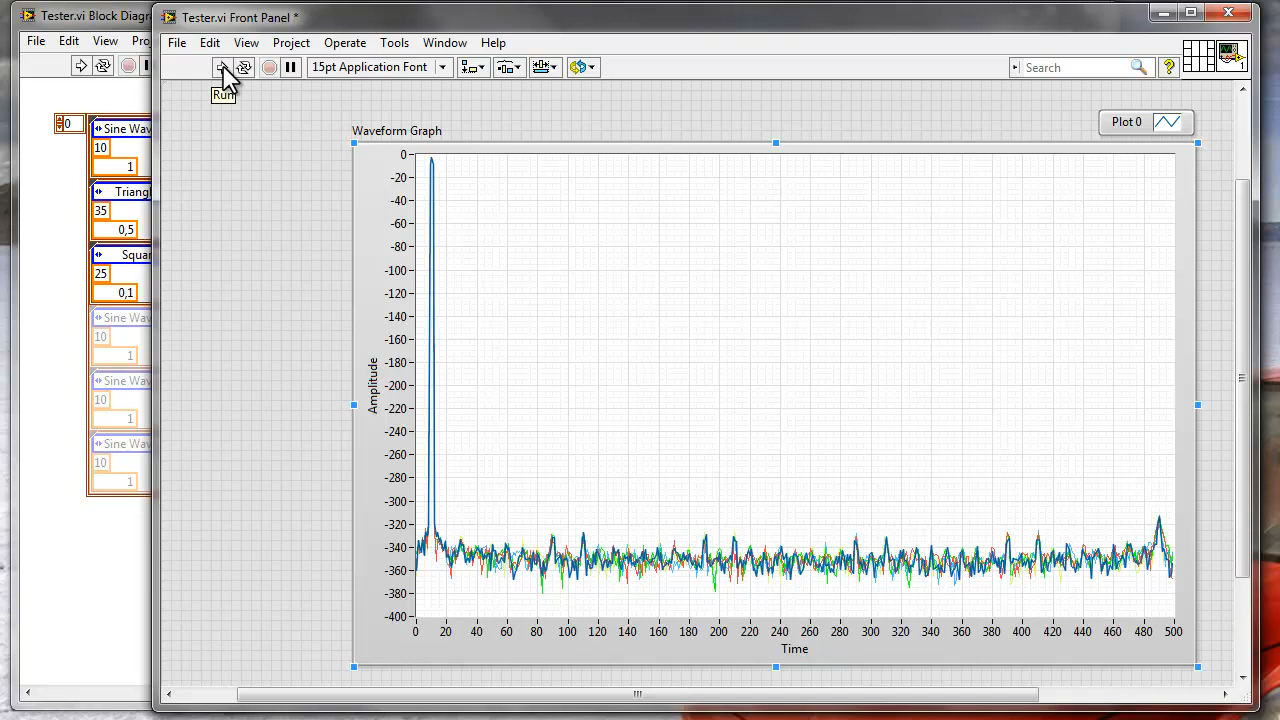 Tester.vi Block Diagra
File Edit View Pro
0
Sine Wav
10
1
Triang
35
0,5
Squar
25
0,1
Sine Wav
10
1
Sine Wav
10
1
Sine Wav
10
1
Tester.vi Front Panel *
File Edit View Project Operate Tools Window Help
15pt Application Font
Search
?
1
Run
Waveform Graph
Plot 0
0
-20
-40
-60
-80
-100
-120
-140
-160
-180
-200
-220
-240
-260
-280
-300
-320
-340
-360
-380
-400
Amplitude
0 20 40 60 80 100 120 140 160 180 200 220 240 260 280 300 320 340 360 380 400 420 440 460 480 500
Time